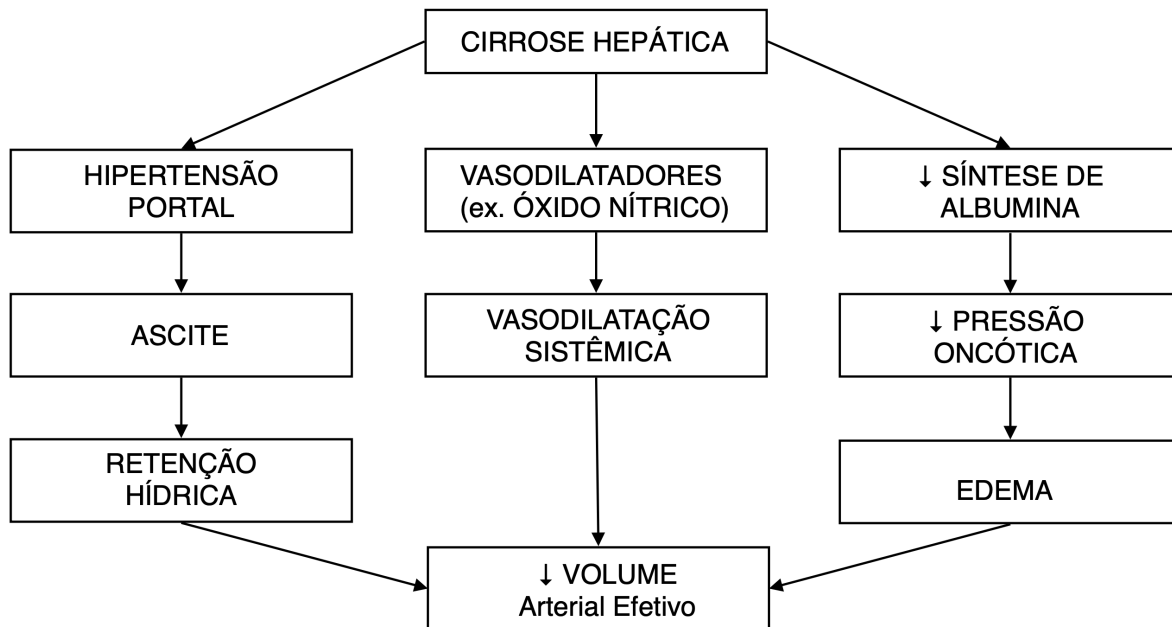 CIRROSE HEPÁTICA
HIPERTENSÃO
PORTAL
VASODILATADORES
(ex. ÓXIDO NÍTRICO)
↓ SÍNTESE DE
ALBUMINA
ASCITE
VASODILATAÇÃO
SISTÊMICA
↓ PRESSÃO
ONCÓTICA
RETENÇÃO
HÍDRICA
EDEMA
↓ VOLUME
Arterial Efetivo